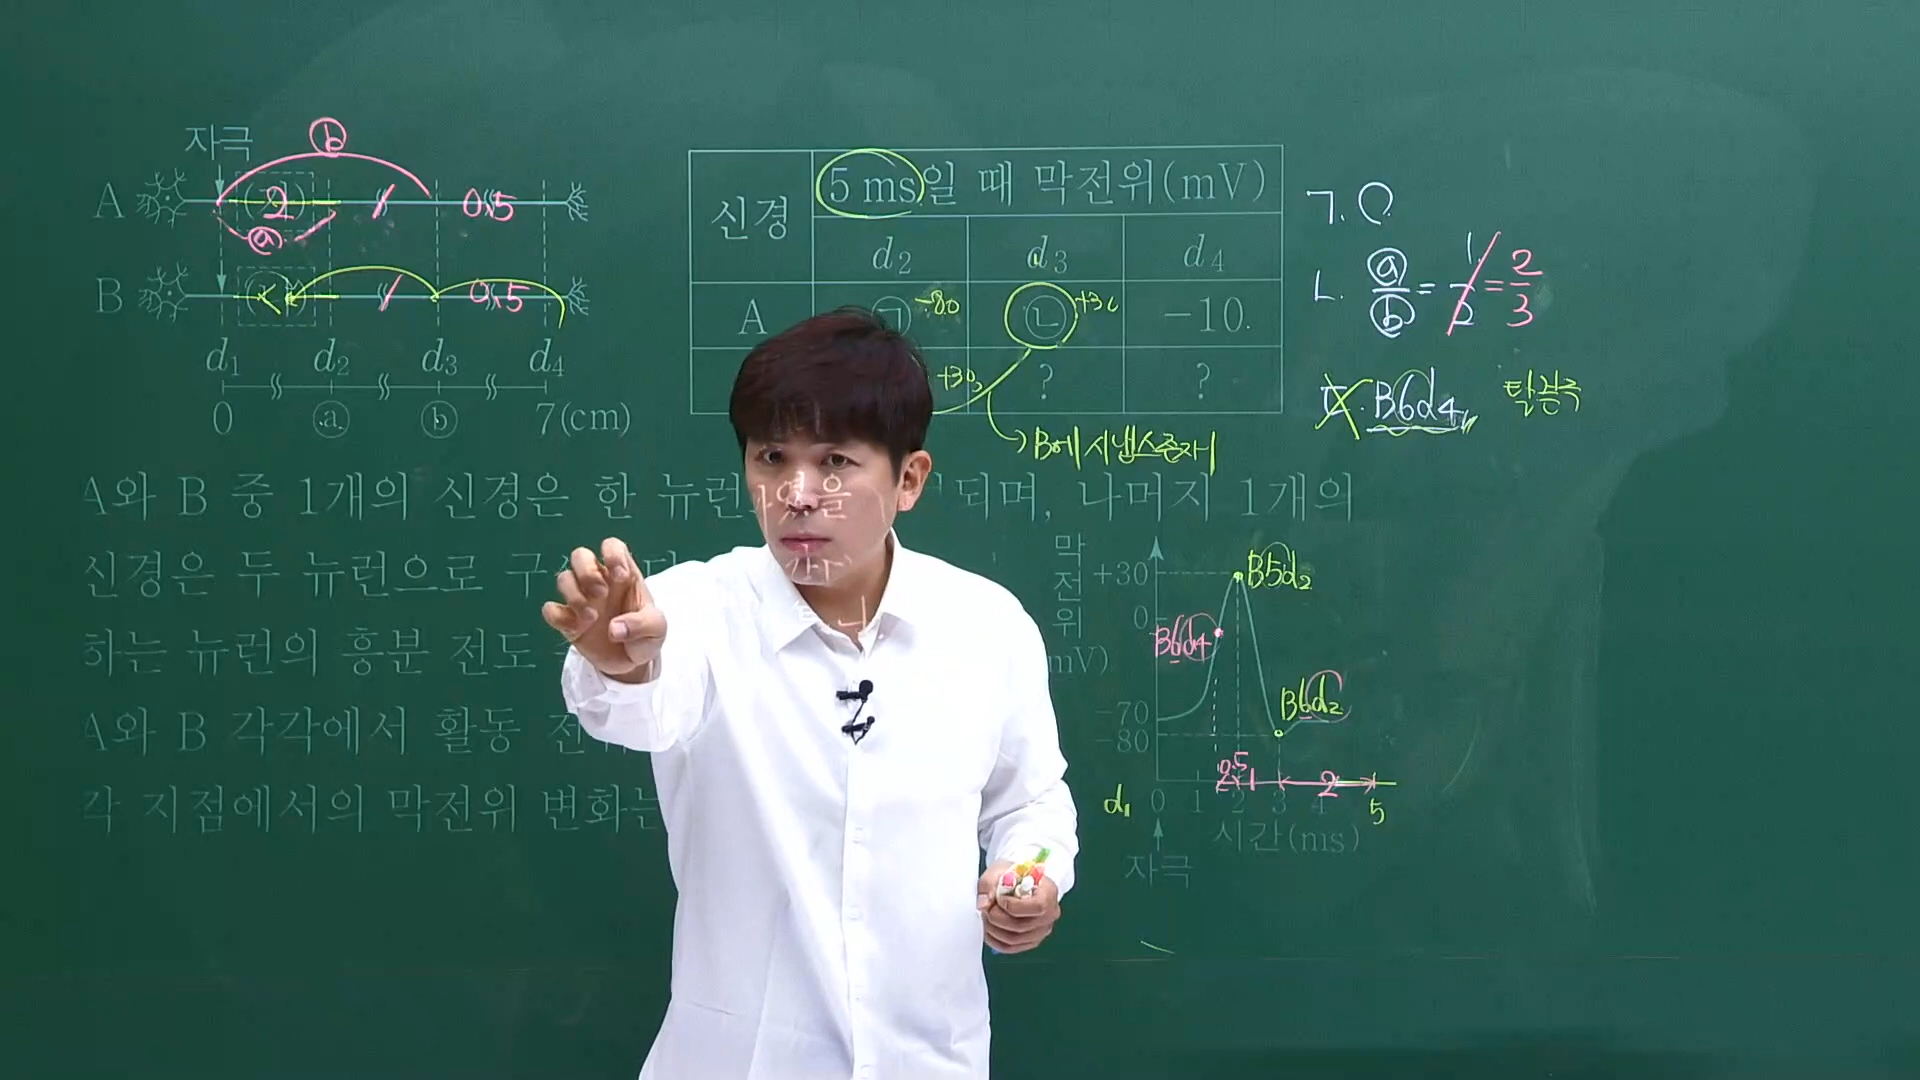 자극
ⓑ
A (가) 2 / 0.5
ⓐ
B / 0.5
d₁ d₂ d₃ d₄
0 ⓐ ⓑ 7(cm)
신경 5 ms일 때 막전위(mV)
d₂ d₃ d₄
A ㉠ -80 ㉡ -10
+30 ? ?
B에 시냅스존재
ㄱ. ○
ㄴ. ⓐ/ⓑ = 1/2 = 2/3
ㄷ. B6d₄ 탈분극
A와 B 중 1개의 신경은 한 뉴런 되며, 나머지 1개의
신경은 두 뉴런으로
하는 뉴런의 흥분 전도
A와 B 각각에서 활동
각 지점에서의 막전위 변화는
막전위 mV)
+30 B5d₂
0
B6d₄
-70 B6d₂
-80
0.5 1 2
d₁ 0 1 2 3 4 5
시간(ms)
자극